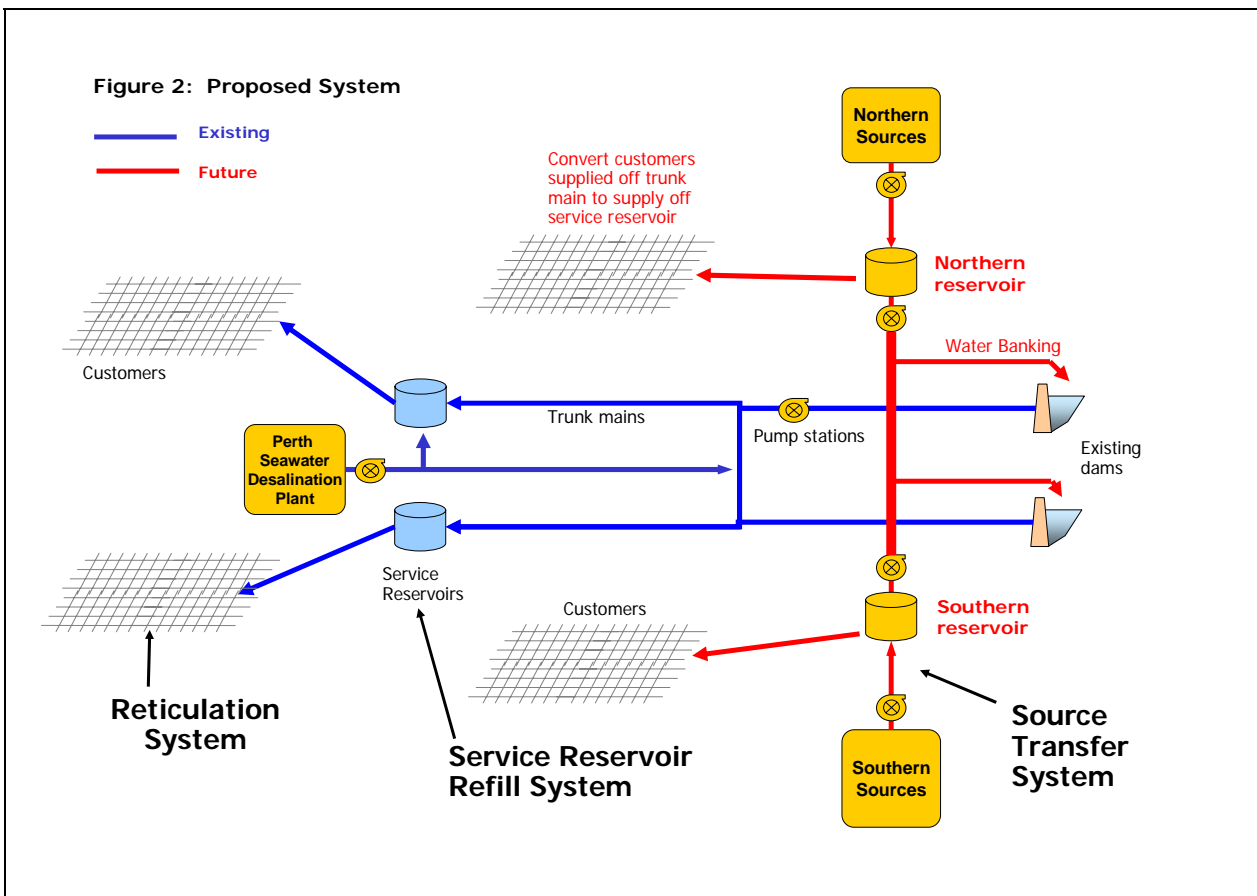 Figure 2: Proposed System
Existing
Future
Northern
Sources
Convert customers
supplied off trunk
main to supply off
service reservoir
Northern
reservoir
Water Banking
Customers
Trunk mains
Pump stations
Existing
dams
Perth
Seawater
Desalination
Plant
Service
Reservoirs
Customers
Southern
reservoir
Reticulation
System
Service Reservoir
Refill System
Source
Transfer
System
Southern
Sources